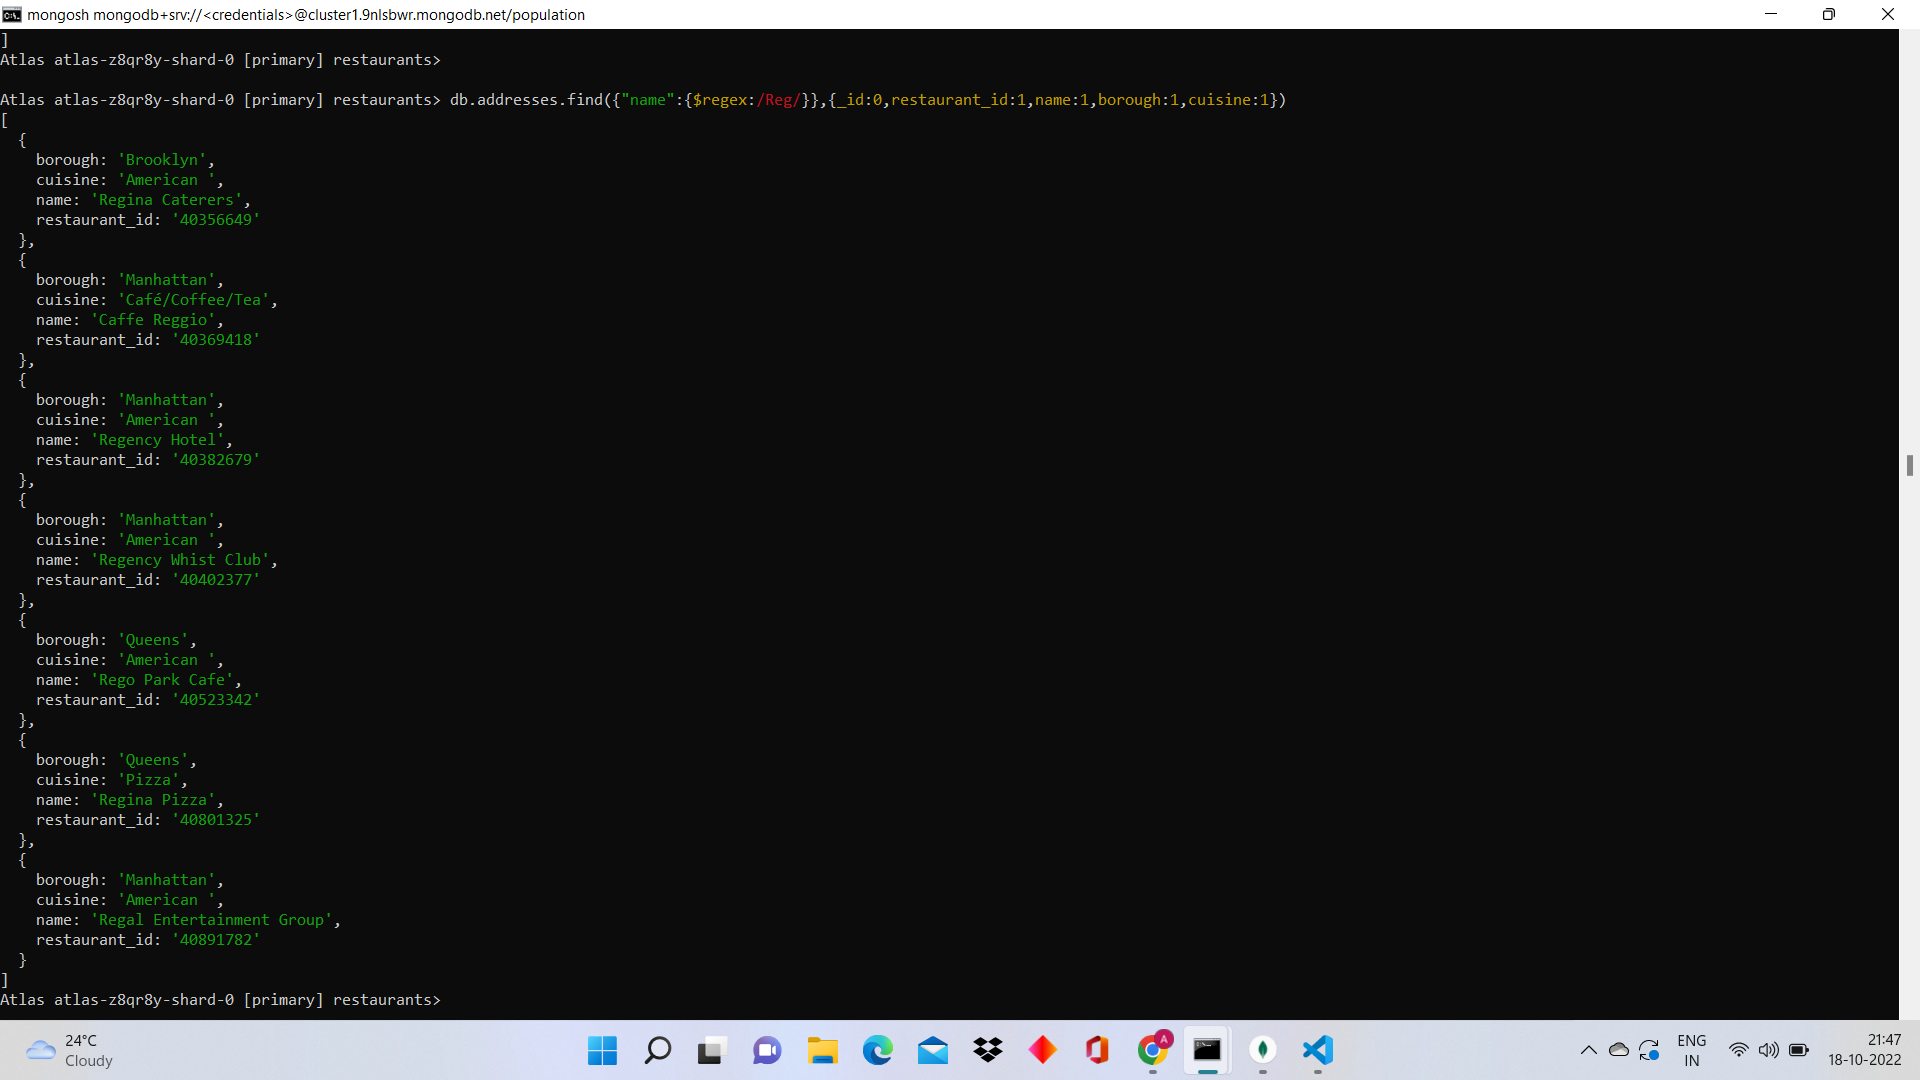 mongosh mongodb+srv://<credentials>@cluster1.9nlsbwr.mongodb.net/population
]
Atlas atlas-z8qr8y-shard-0 [primary] restaurants>
Atlas atlas-z8qr8y-shard-0 [primary] restaurants> db.addresses.find({"name":{$regex:/Reg/}},{_id:0,restaurant_id:1,name:1,borough:1,cuisine:1})
[
  {
    borough: 'Brooklyn',
    cuisine: 'American ',
    name: 'Regina Caterers',
    restaurant_id: '40356649'
  },
  {
    borough: 'Manhattan',
    cuisine: 'Café/Coffee/Tea',
    name: 'Caffe Reggio',
    restaurant_id: '40369418'
  },
  {
    borough: 'Manhattan',
    cuisine: 'American ',
    name: 'Regency Hotel',
    restaurant_id: '40382679'
  },
  {
    borough: 'Manhattan',
    cuisine: 'American ',
    name: 'Regency Whist Club',
    restaurant_id: '40402377'
  },
  {
    borough: 'Queens',
    cuisine: 'American ',
    name: 'Rego Park Cafe',
    restaurant_id: '40523342'
  },
  {
    borough: 'Queens',
    cuisine: 'Pizza',
    name: 'Regina Pizza',
    restaurant_id: '40801325'
  },
  {
    borough: 'Manhattan',
    cuisine: 'American ',
    name: 'Regal Entertainment Group',
    restaurant_id: '40891782'
  }
]
Atlas atlas-z8qr8y-shard-0 [primary] restaurants>
24°C
Cloudy
A
ENG
IN
21:47
18-10-2022